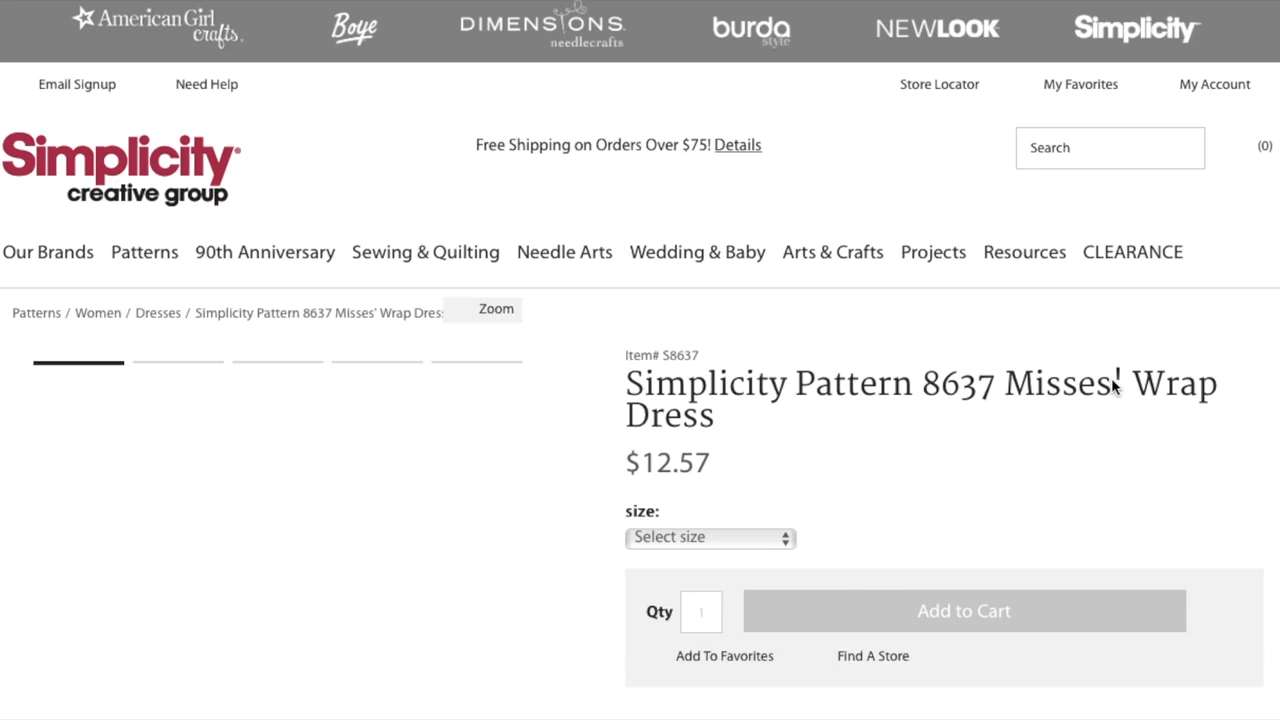 American Girl crafts
Boye
DIMENSIONS needlecrafts
burda style
NEWLOOK
Simplicity
Email Signup
Need Help
Store Locator
My Favorites
My Account
Simplicity
creative group
Free Shipping on Orders Over $75! Details
Search
(0)
Our Brands Patterns 90th Anniversary Sewing & Quilting Needle Arts Wedding & Baby Arts & Crafts Projects Resources CLEARANCE
Patterns / Women / Dresses / Simplicity Pattern 8637 Misses' Wrap Dres
Zoom
Item# S8637
Simplicity Pattern 8637 Misses' Wrap
Dress
$12.57
size:
Select size
Qty 1 Add to Cart
Add To Favorites Find A Store